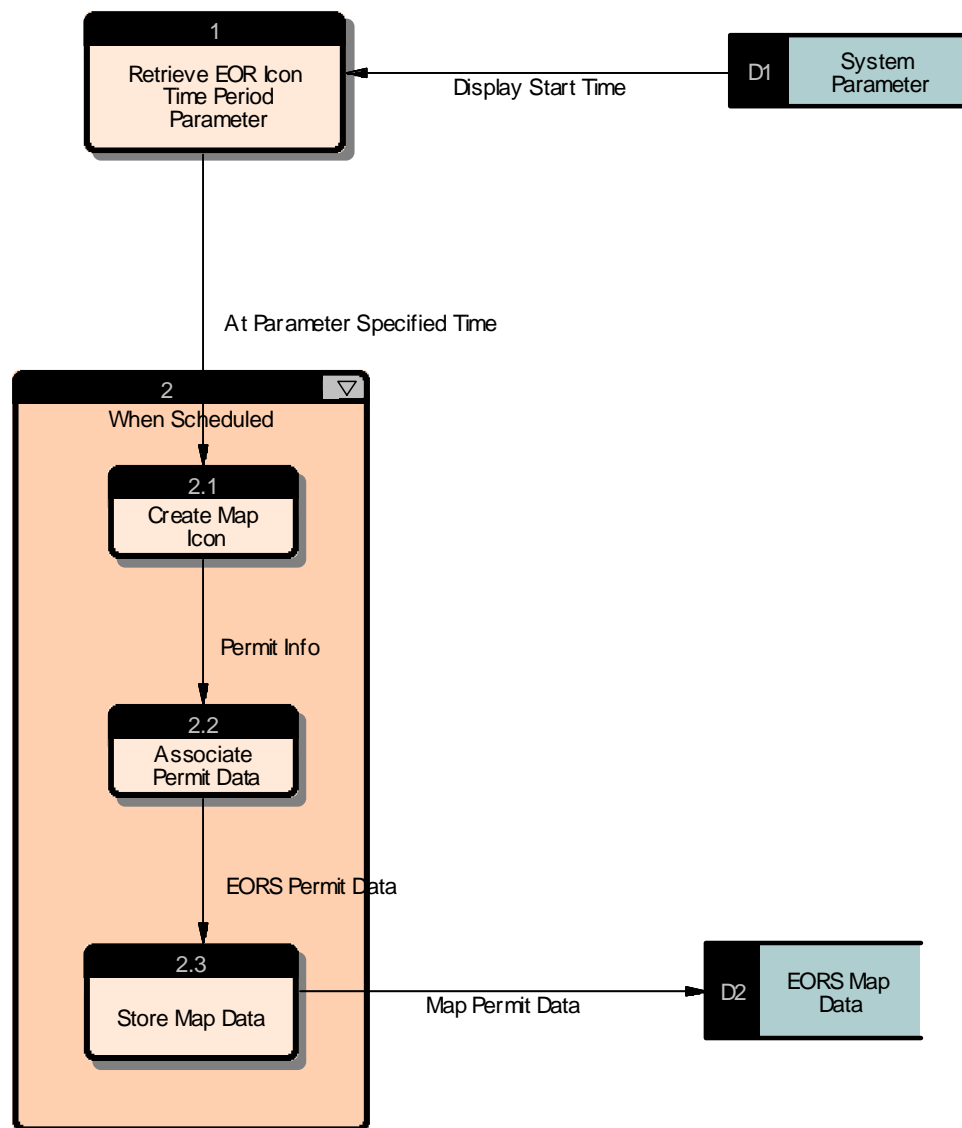 1
Retrieve EOR Icon
Time Period
Parameter
Display Start Time
D1
System
Parameter
At Parameter Specified Time
2
When Scheduled
2.1
Create Map
Icon
Permit Info
2.2
Associate
Permit Data
EORS Permit Data
2.3
Store Map Data
Map Permit Data
D2
EORS Map
Data